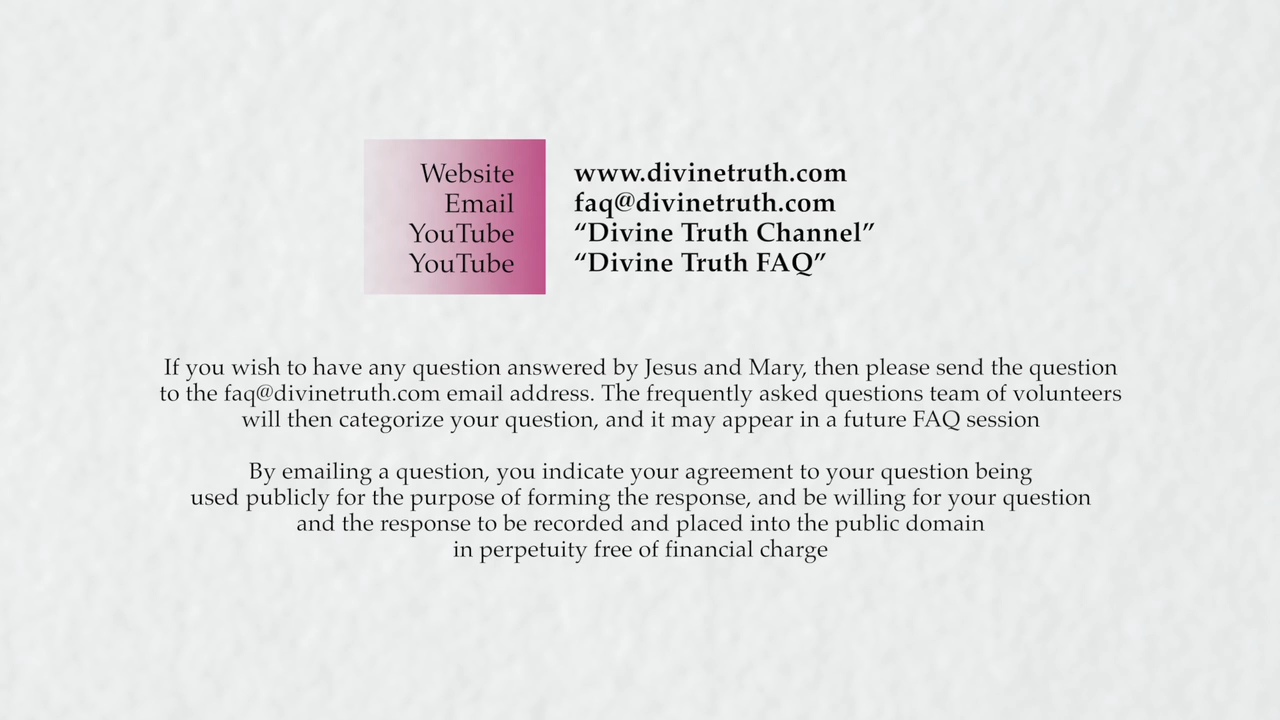 Website www.divinetruth.com
Email faq@divinetruth.com
YouTube “Divine Truth Channel”
YouTube “Divine Truth FAQ”
If you wish to have any question answered by Jesus and Mary, then please send the question
to the faq@divinetruth.com email address. The frequently asked questions team of volunteers
will then categorize your question, and it may appear in a future FAQ session
By emailing a question, you indicate your agreement to your question being
used publicly for the purpose of forming the response, and be willing for your question
and the response to be recorded and placed into the public domain
in perpetuity free of financial charge